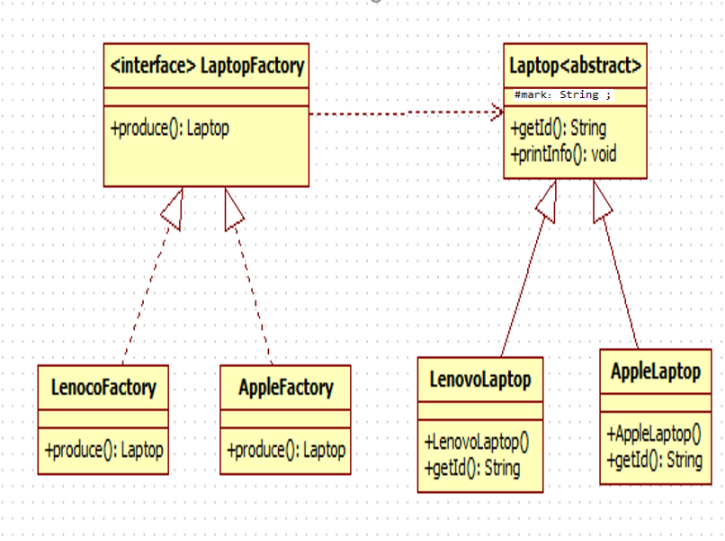 <interface> LaptopFactory
+produce(): Laptop
Laptop<abstract>
#mark: String ;
+getId(): String
+printInfo(): void
LenocoFactory
+produce(): Laptop
AppleFactory
+produce(): Laptop
LenovoLaptop
+LenovoLaptop()
+getId(): String
AppleLaptop
+AppleLaptop()
+getId(): String